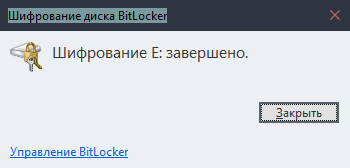 Шифрование диска BitLocker
Шифрование E: завершено.
Закрыть
Управление BitLocker